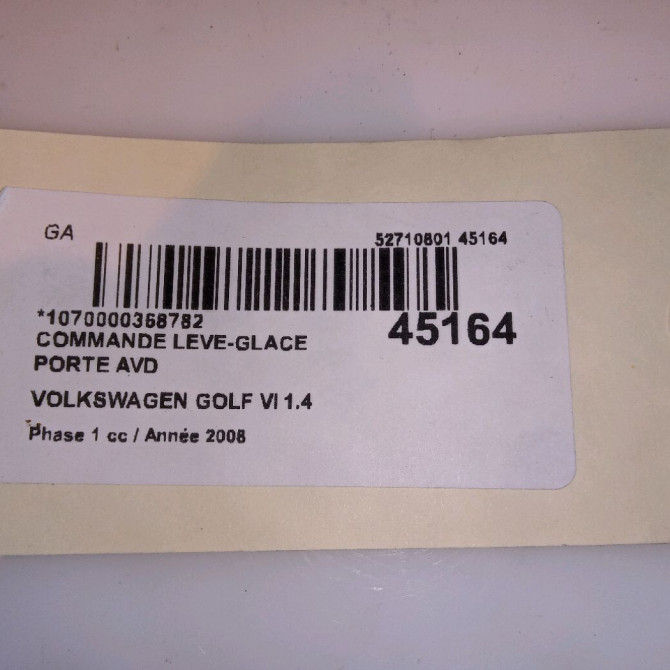 GA
52710801 45164
*1070000368782
45164
COMMANDE LEVE-GLACE
PORTE AVD
VOLKSWAGEN GOLF VI 1.4
Phase 1 cc / Année 2008